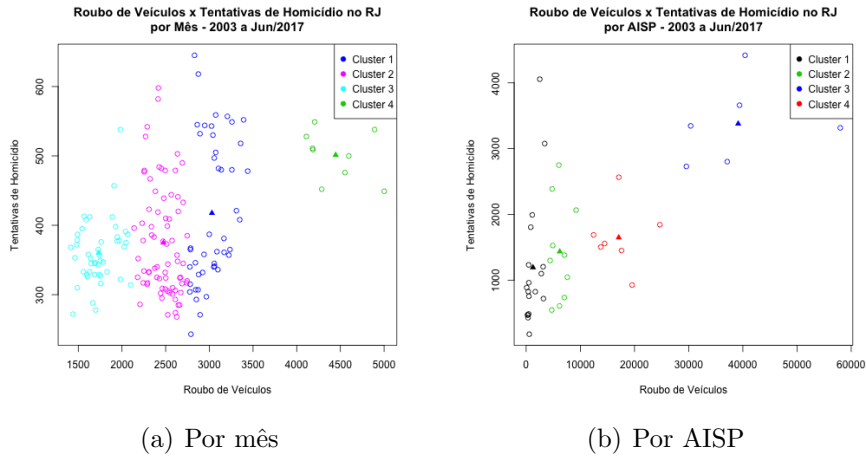 Roubo de Veículos x Tentativas de Homicídio no RJ
por Mês - 2003 a Jun/2017
Cluster 1
Cluster 2
Cluster 3
Cluster 4
Tentativas de Homicídio
600
500
400
300
1500 2000 2500 3000 3500 4000 4500 5000
Roubo de Veículos
(a) Por mês
Roubo de Veículos x Tentativas de Homicídio no RJ
por AISP - 2003 a Jun/2017
Cluster 1
Cluster 2
Cluster 3
Cluster 4
Tentativas de Homicídio
4000
3000
2000
1000
0 10000 20000 30000 40000 50000 60000
Roubo de Veículos
(b) Por AISP